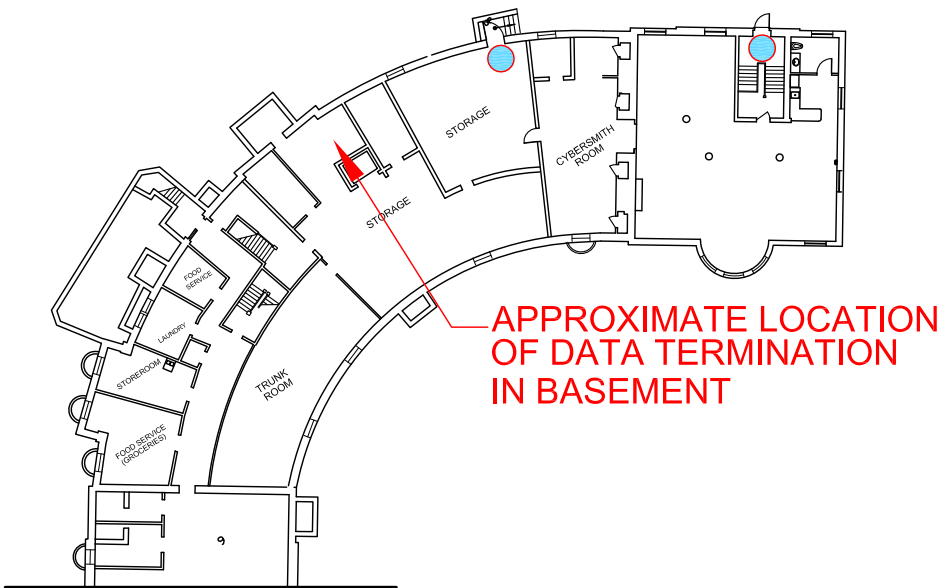 STORAGE
CYBERSMITH
ROOM
STORAGE
FOOD
SERVICE
LAUNDRY
STOREROOM
TRUNK
ROOM
FOOD SERVICE
(GROCERIES)
9
APPROXIMATE LOCATION
OF DATA TERMINATION
IN BASEMENT